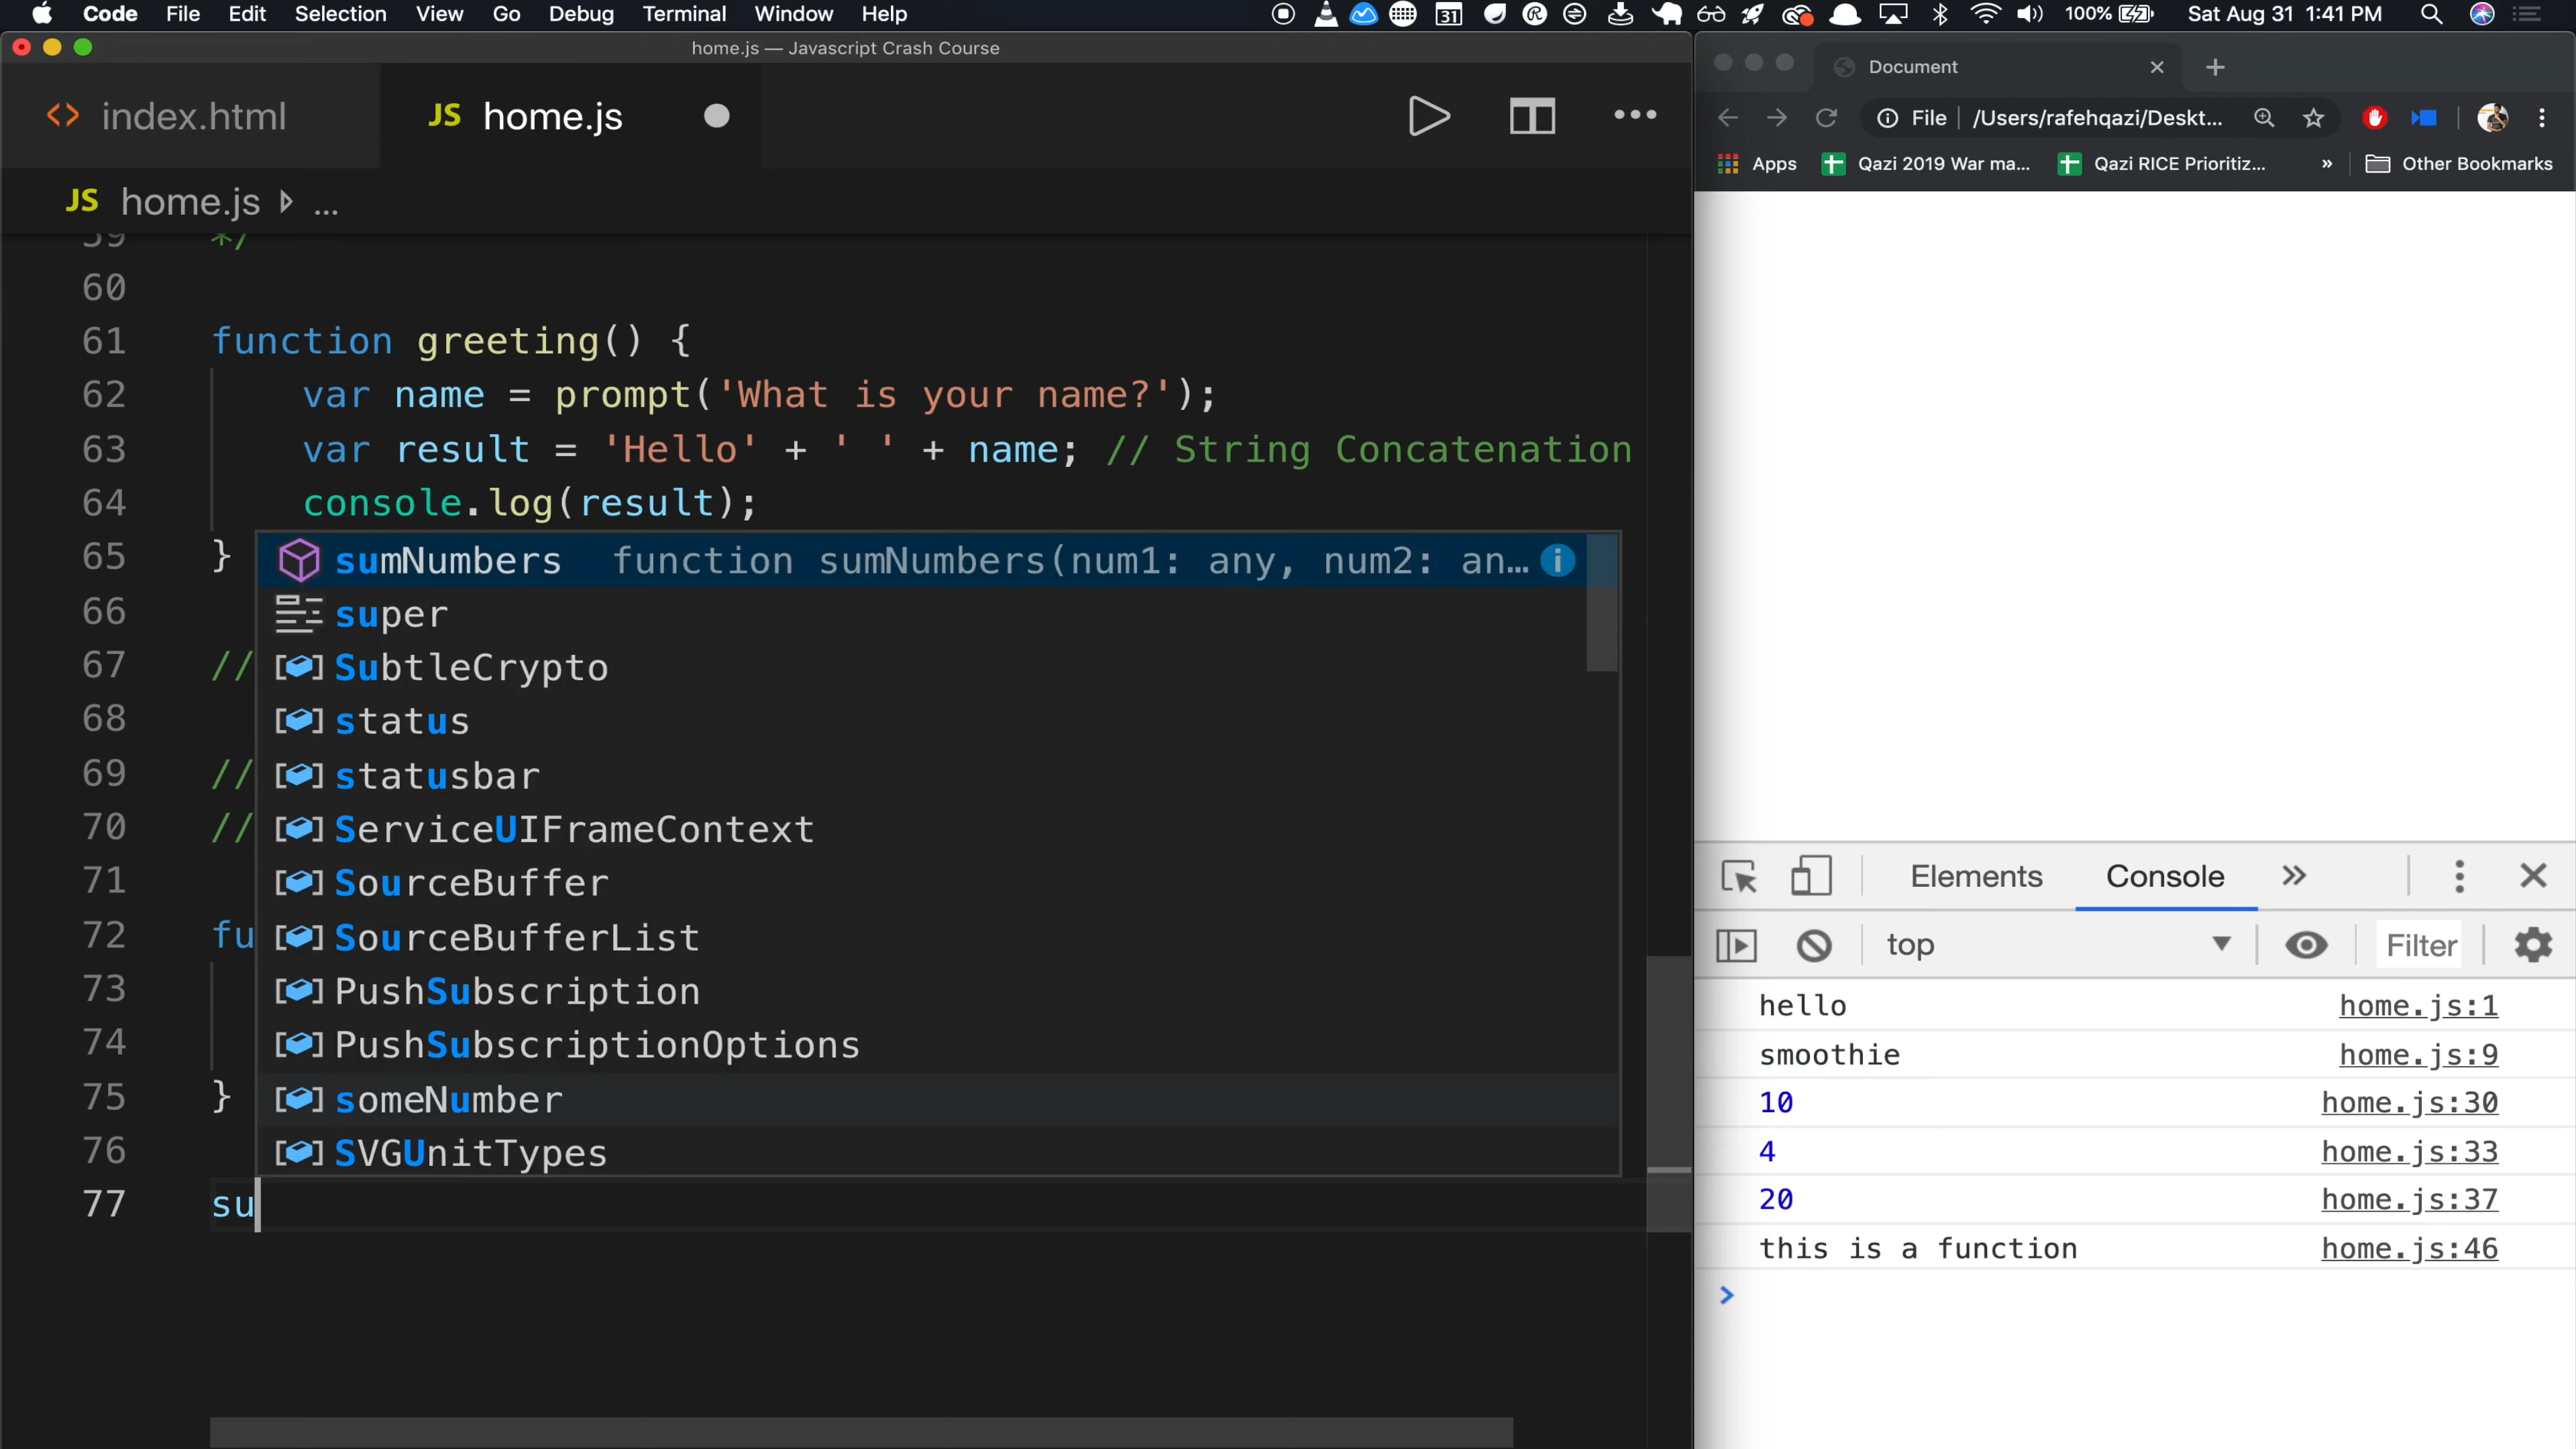 Code File Edit Selection View Go Debug Terminal Window Help
31 100% Sat Aug 31 1:41 PM
home.js — Javascript Crash Course
<> index.html JS home.js
JS home.js ...
59 */
60
61 function greeting() {
62 var name = prompt('What is your name?');
63 var result = 'Hello' + ' ' + name; // String Concatenation
64 console.log(result);
65 }
66
67 //
68
69 //
70 //
71
72 fu
73
74
75 }
76
77 su
sumNumbers function sumNumbers(num1: any, num2: an…
super
SubtleCrypto
status
statusbar
ServiceUIFrameContext
SourceBuffer
SourceBufferList
PushSubscription
PushSubscriptionOptions
someNumber
SVGUnitTypes
Document
File /Users/rafehqazi/Deskt...
Apps Qazi 2019 War ma... Qazi RICE Prioritiz... » Other Bookmarks
Elements Console »
top Filter
hello home.js:1
smoothie home.js:9
10 home.js:30
4 home.js:33
20 home.js:37
this is a function home.js:46
>